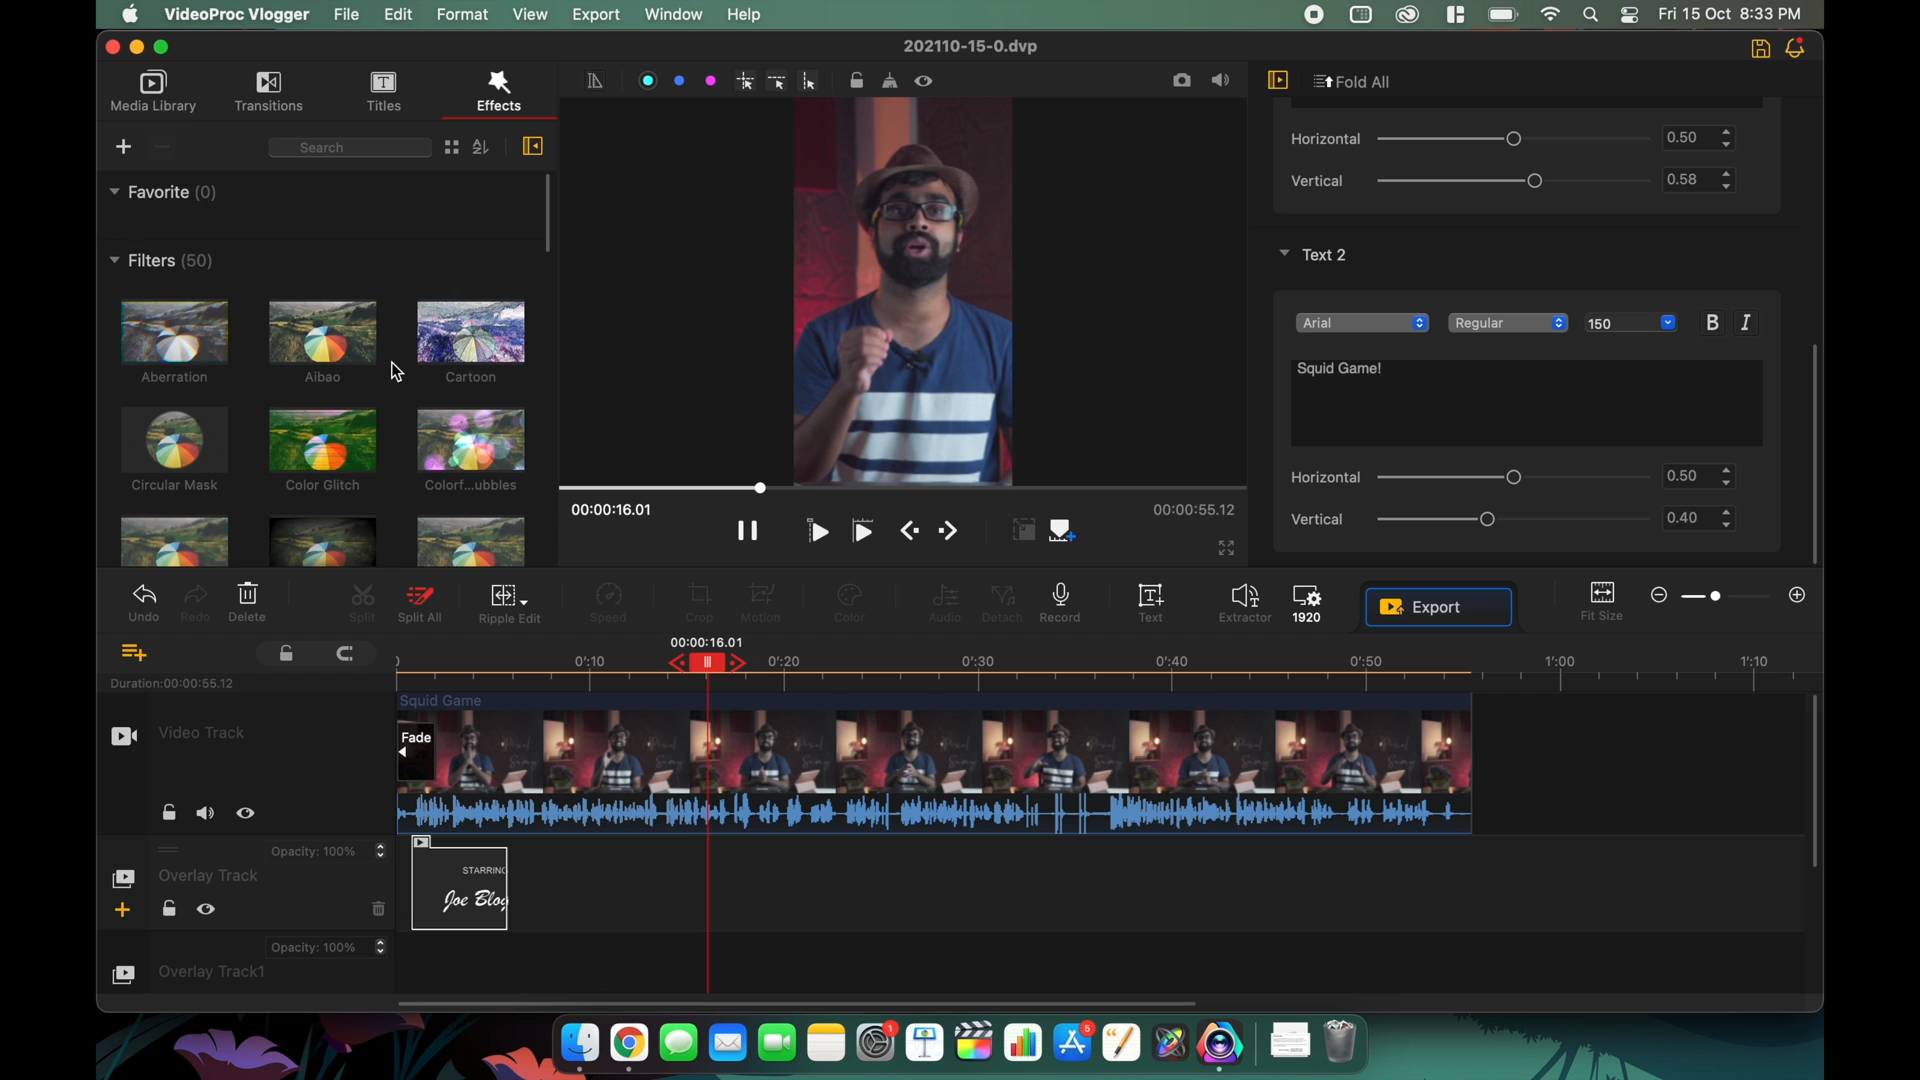 VideoProc Vlogger File Edit Format View Export Window Help Fri 15 Oct 8:33 PM
202110-15-0.dvp
Media Library Transitions Titles Effects
Fold All
Search
Favorite (0)
Filters (50)
Aberration Aibao Cartoon
Circular Mask Color Glitch Colorf...ubbles
00:00:16.01 00:00:55.12
Horizontal 0.50
Vertical 0.58
Text 2
Arial Regular 150 B I
Squid Game!
Horizontal 0.50
Vertical 0.40
Undo Redo Delete Split Split All Ripple Edit Speed Crop Motion Color Audio Detach Record Text Extractor 1920 Export Fit Size
00:00:16.01
0'10 0'20 0'30 0'40 0'50 1'00 1'10
Duration:00:00:55.12
Squid Game
Video Track
Fade
Opacity: 100%
Overlay Track
STARRING
Joe Blog
Opacity: 100%
Overlay Track1
1
5